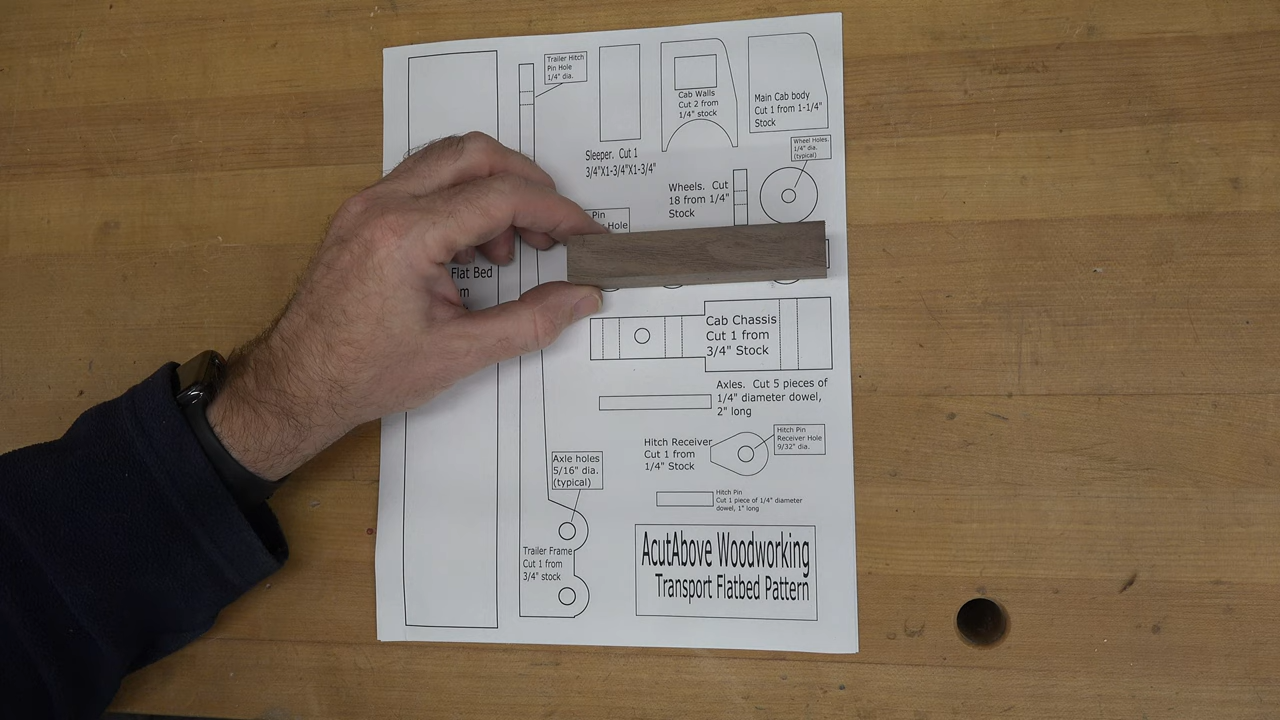 Trailer Hitch
Pin Hole
1/4" dia.
Cab Walls
Cut 2 from
1/4" stock
Main Cab body
Cut 1 from 1-1/4"
Stock
Sleeper. Cut 1
3/4"X1-3/4"X1-3/4"
Wheel Holes.
1/4" dia.
(typical)
Wheels. Cut
18 from 1/4"
Stock
Pin
Hole
Flat Bed
Cab Chassis
Cut 1 from
3/4" Stock
Axles. Cut 5 pieces of
1/4" diameter dowel,
2" long
Hitch Receiver
Cut 1 from
1/4" Stock
Hitch Pin
Receiver Hole
9/32" dia.
Axle holes
5/16" dia.
(typical)
Hitch Pin
Cut 1 piece of 1/4" diameter
dowel, 1" long
Trailer Frame
Cut 1 from
3/4" stock
AcutAbove Woodworking
Transport Flatbed Pattern